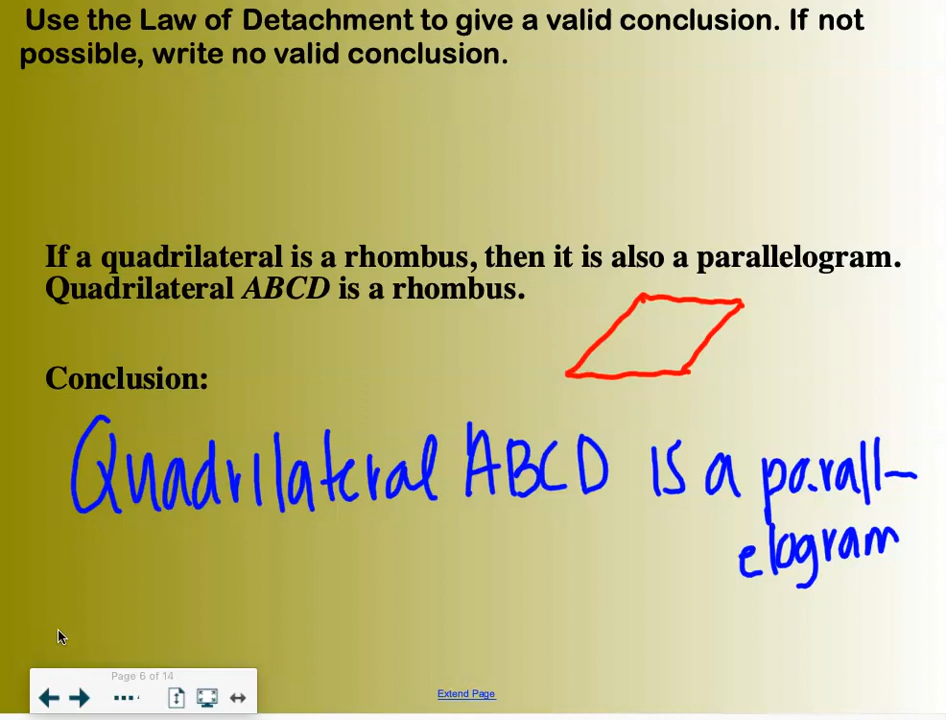 Use the Law of Detachment to give a valid conclusion. If not
possible, write no valid conclusion.
If a quadrilateral is a rhombus, then it is also a parallelogram.
Quadrilateral ABCD is a rhombus.
Conclusion:
Quadrilateral ABCD is a parall-
elogram
Page 6 of 14
Extend Page